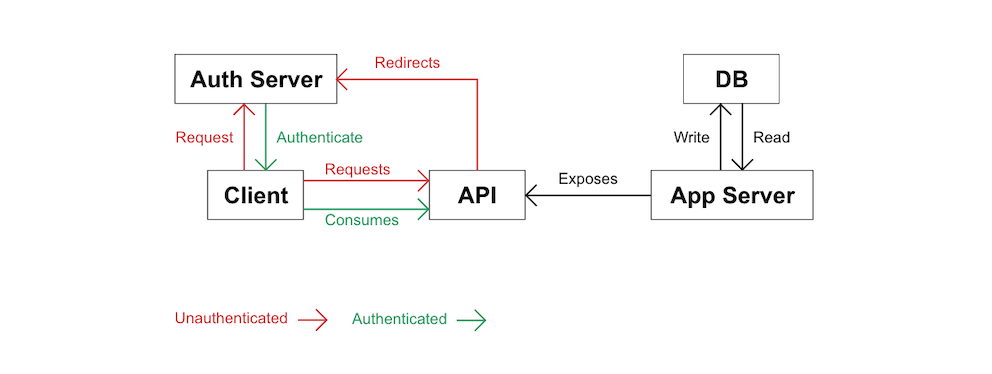 Redirects
Auth Server
DB
Request
Authenticate
Write
Read
Requests
Client
API
Exposes
App Server
Consumes
Unauthenticated
Authenticated